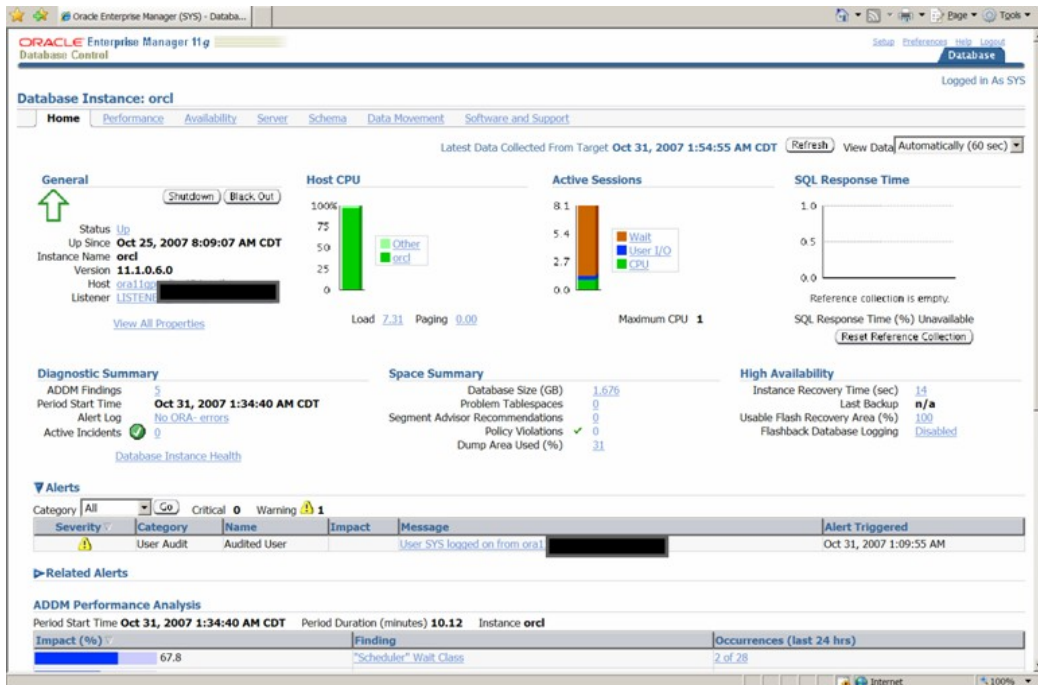 Oracle Enterprise Manager (SYS) - Databa...
Page Tools
ORACLE Enterprise Manager 11g
Database Control
Setup Preferences Help Logout
Database
Logged in As SYS
Database Instance: orcl
Home Performance Availability Server Schema Data Movement Software and Support
Latest Data Collected From Target Oct 31, 2007 1:54:55 AM CDT Refresh View Data Automatically (60 sec)
General
Shutdown Black Out
Status Up
Up Since Oct 25, 2007 8:09:07 AM CDT
Instance Name orcl
Version 11.1.0.6.0
Host ora11gp
Listener LISTENE
View All Properties
Host CPU
100%
75
50
25
0
Other
orcl
Load 7.31 Paging 0.00
Active Sessions
8.1
5.4
2.7
0.0
Wait
User I/O
CPU
Maximum CPU 1
SQL Response Time
1.0
0.5
0.0
Reference collection is empty.
SQL Response Time (%) Unavailable
Reset Reference Collection
Diagnostic Summary
ADDM Findings 5
Period Start Time Oct 31, 2007 1:34:40 AM CDT
Alert Log No ORA- errors
Active Incidents 0
Database Instance Health
Space Summary
Database Size (GB) 1.676
Problem Tablespaces 0
Segment Advisor Recommendations 0
Policy Violations 0
Dump Area Used (%) 31
High Availability
Instance Recovery Time (sec) 14
Last Backup n/a
Usable Flash Recovery Area (%) 100
Flashback Database Logging Disabled
Alerts
Category All Go Critical 0 Warning 1
Severity Category Name Impact Message Alert Triggered
User Audit Audited User User SYS logged on from ora1 Oct 31, 2007 1:09:55 AM
Related Alerts
ADDM Performance Analysis
Period Start Time Oct 31, 2007 1:34:40 AM CDT Period Duration (minutes) 10.12 Instance orcl
Impact (%) Finding Occurrences (last 24 hrs)
67.8 "Scheduler" Wait Class 2 of 28
Internet 100%